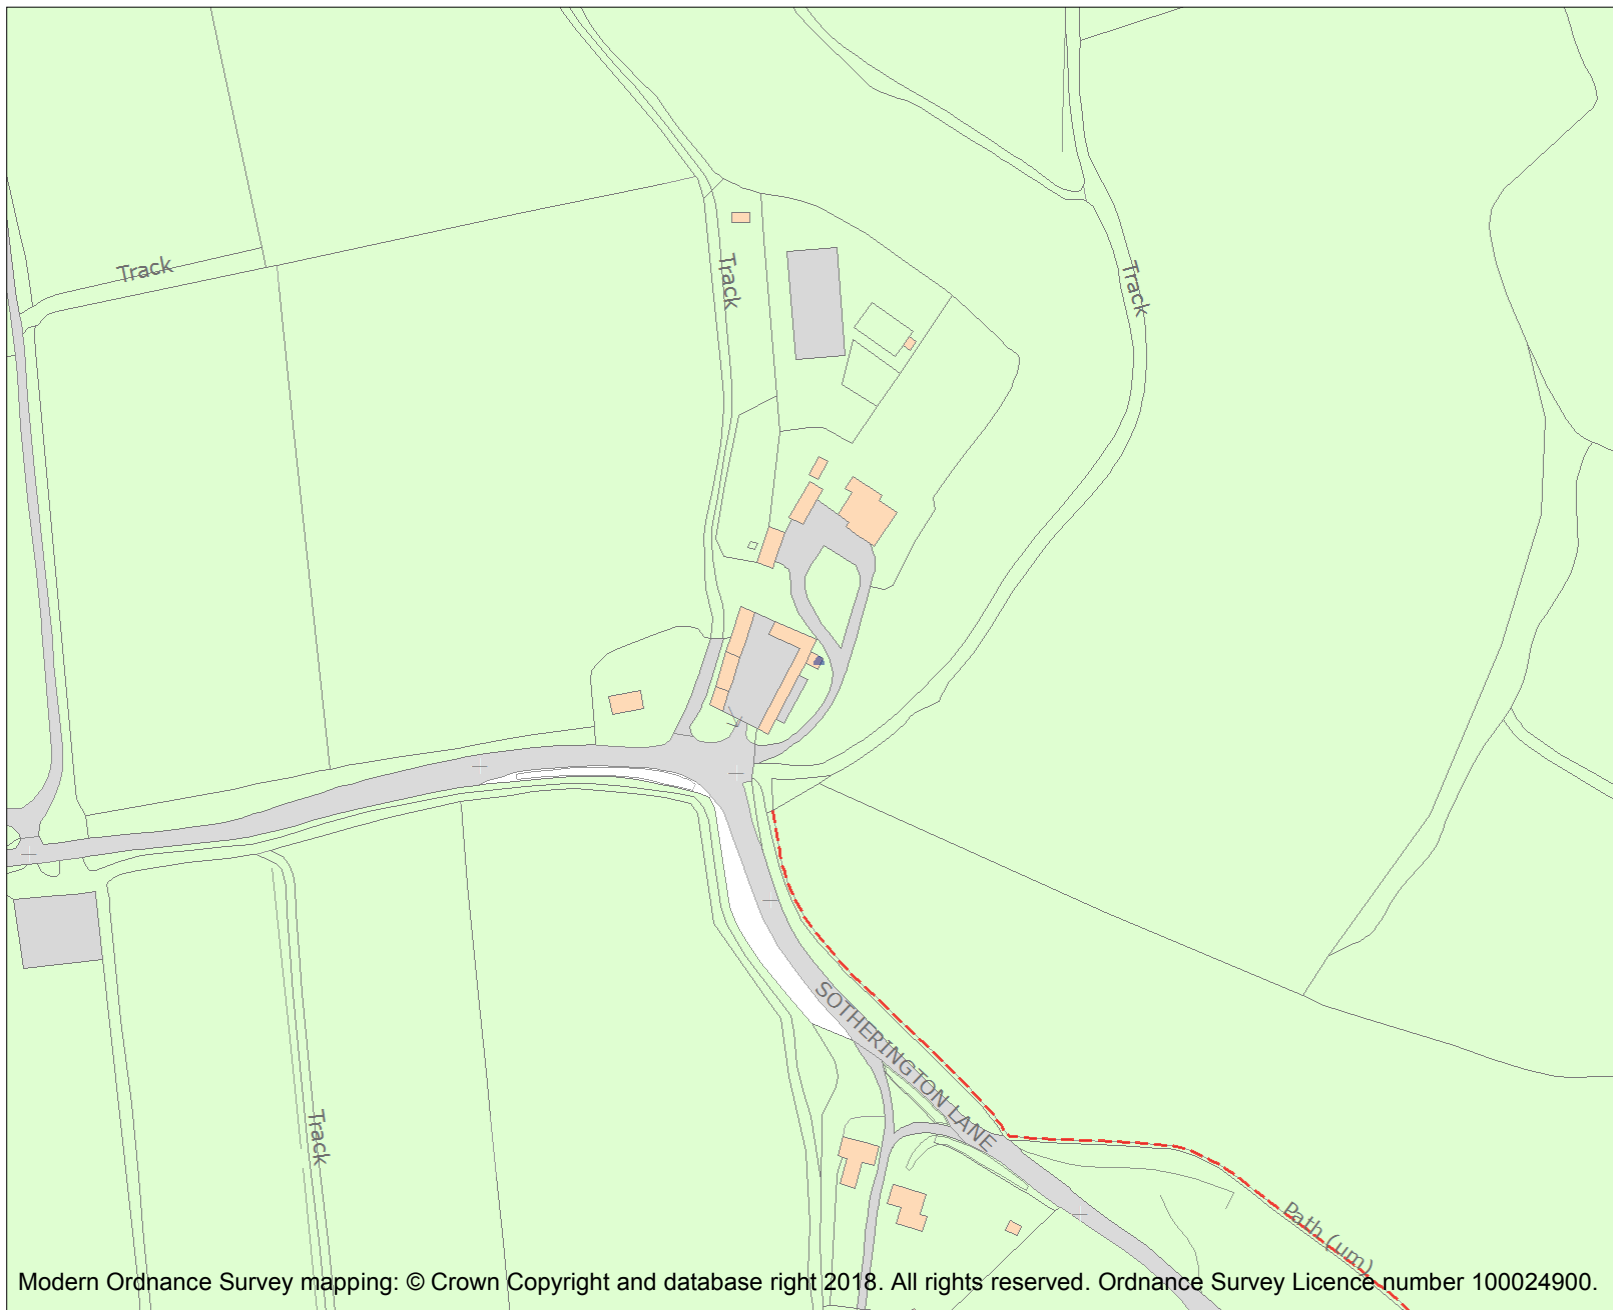 Track
Track
Track
SOTHERINGTON LANE
Track
Path (um)
Modern Ordnance Survey mapping: © Crown Copyright and database right 2018. All rights reserved. Ordnance Survey Licence number 100024900.